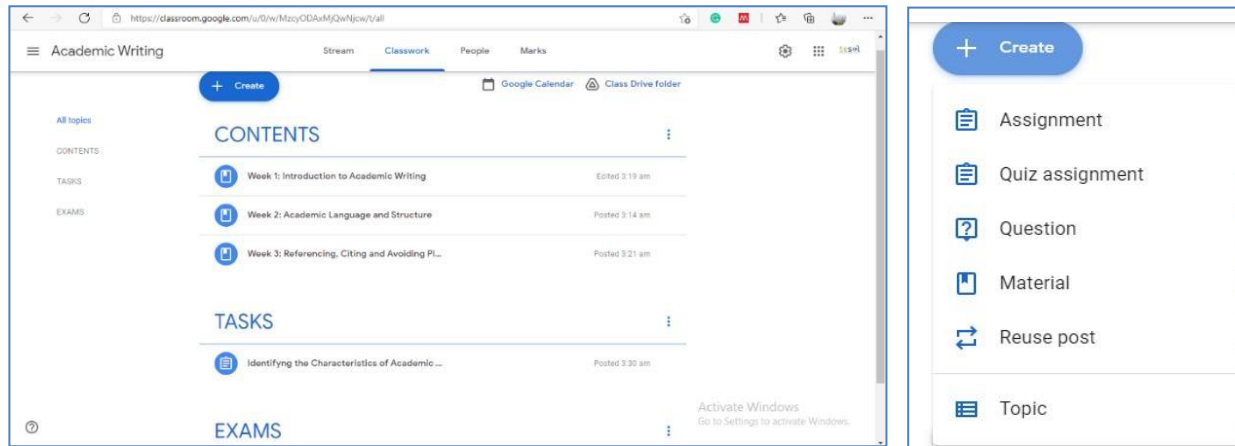 https://classroom.google.com/u/0/w/MzcyODAxMjQwNjcw/t/all
Academic Writing
Stream Classwork People Marks
Create
Google Calendar Class Drive folder
All topics
CONTENTS
TASKS
EXAMS
CONTENTS
Week 1: Introduction to Academic Writing Edited 3:19 am
Week 2: Academic Language and Structure Posted 3:14 am
Week 3: Referencing, Citing and Avoiding Pl... Posted 3:21 am
TASKS
Identifyng the Characteristics of Academic ... Posted 3:30 am
EXAMS
Activate Windows
Go to Settings to activate Windows.
Create
Assignment
Quiz assignment
Question
Material
Reuse post
Topic